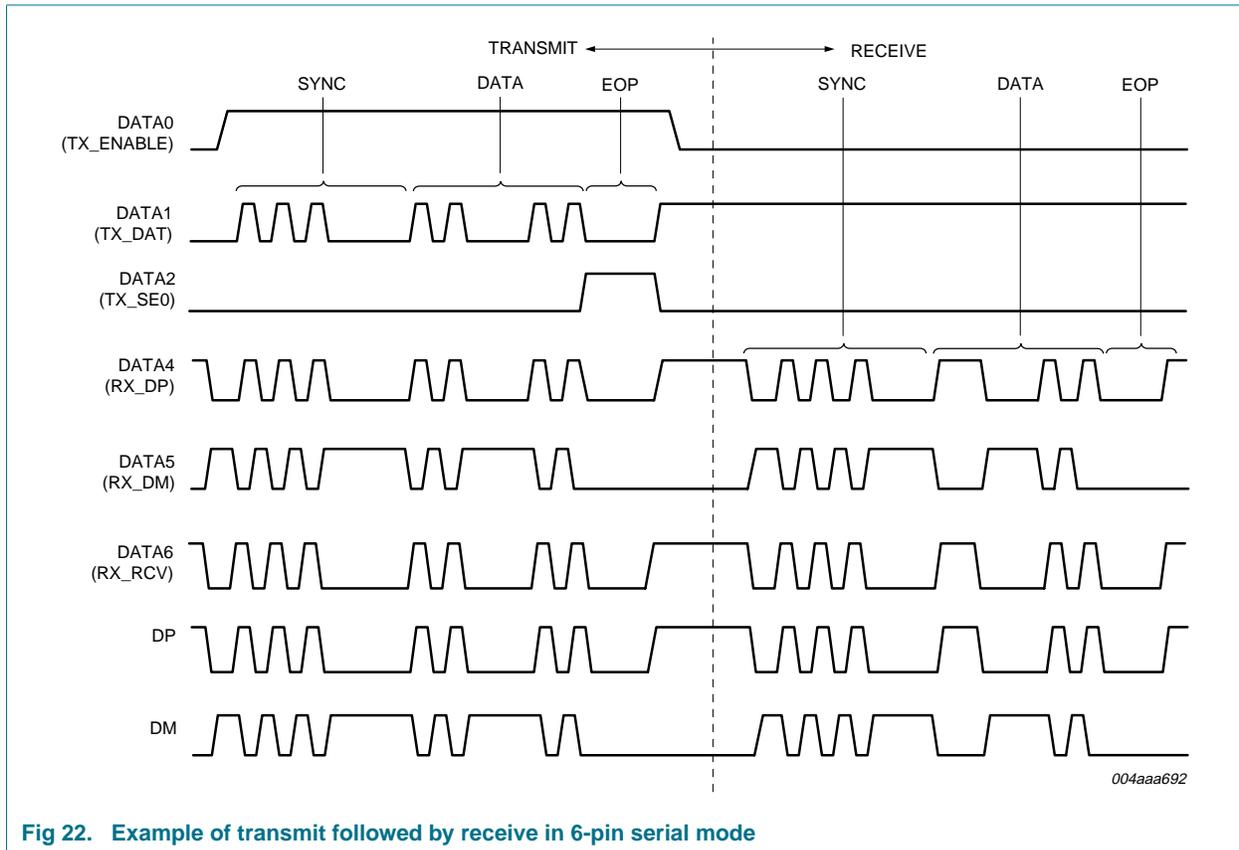 TRANSMIT RECEIVE
SYNC DATA EOP SYNC DATA EOP
DATA0
(TX_ENABLE)
DATA1
(TX_DAT)
DATA2
(TX_SE0)
DATA4
(RX_DP)
DATA5
(RX_DM)
DATA6
(RX_RCV)
DP
DM
004aaa692
Fig 22. Example of transmit followed by receive in 6-pin serial mode